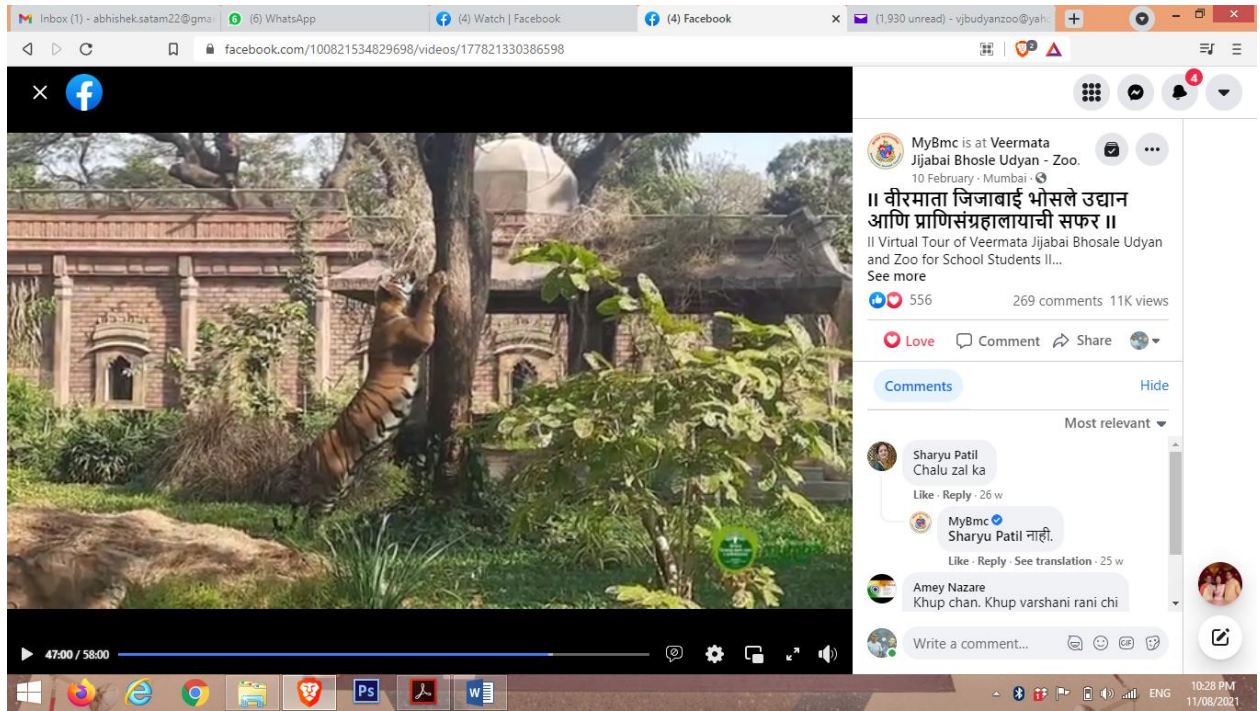 Inbox (1) - abhishek.satam22@gma
(6) WhatsApp
(4) Watch | Facebook
(4) Facebook
(1,930 unread) - vjbudyanzoo@yaho
facebook.com/100821534829698/videos/177821330386598
2
4
MyBmc is at Veermata
Jijabai Bhosle Udyan - Zoo.
10 February · Mumbai ·
॥ वीरमाता जिजाबाई भोसले उद्यान
आणि प्राणिसंग्रहालायाची सफर ॥
II Virtual Tour of Veermata Jijabai Bhosale Udyan
and Zoo for School Students II...
See more
556 269 comments 11K views
Love Comment Share
Comments Hide
Most relevant
Sharyu Patil
Chalu zal ka
Like · Reply · 26 w
MyBmc
Sharyu Patil नाही.
Like · Reply · See translation · 25 w
Amey Nazare
Khup chan. Khup varshani rani chi
Write a comment...
GIF
47:00 / 58:00
Ps
W
ENG
10:28 PM
11/08/2021